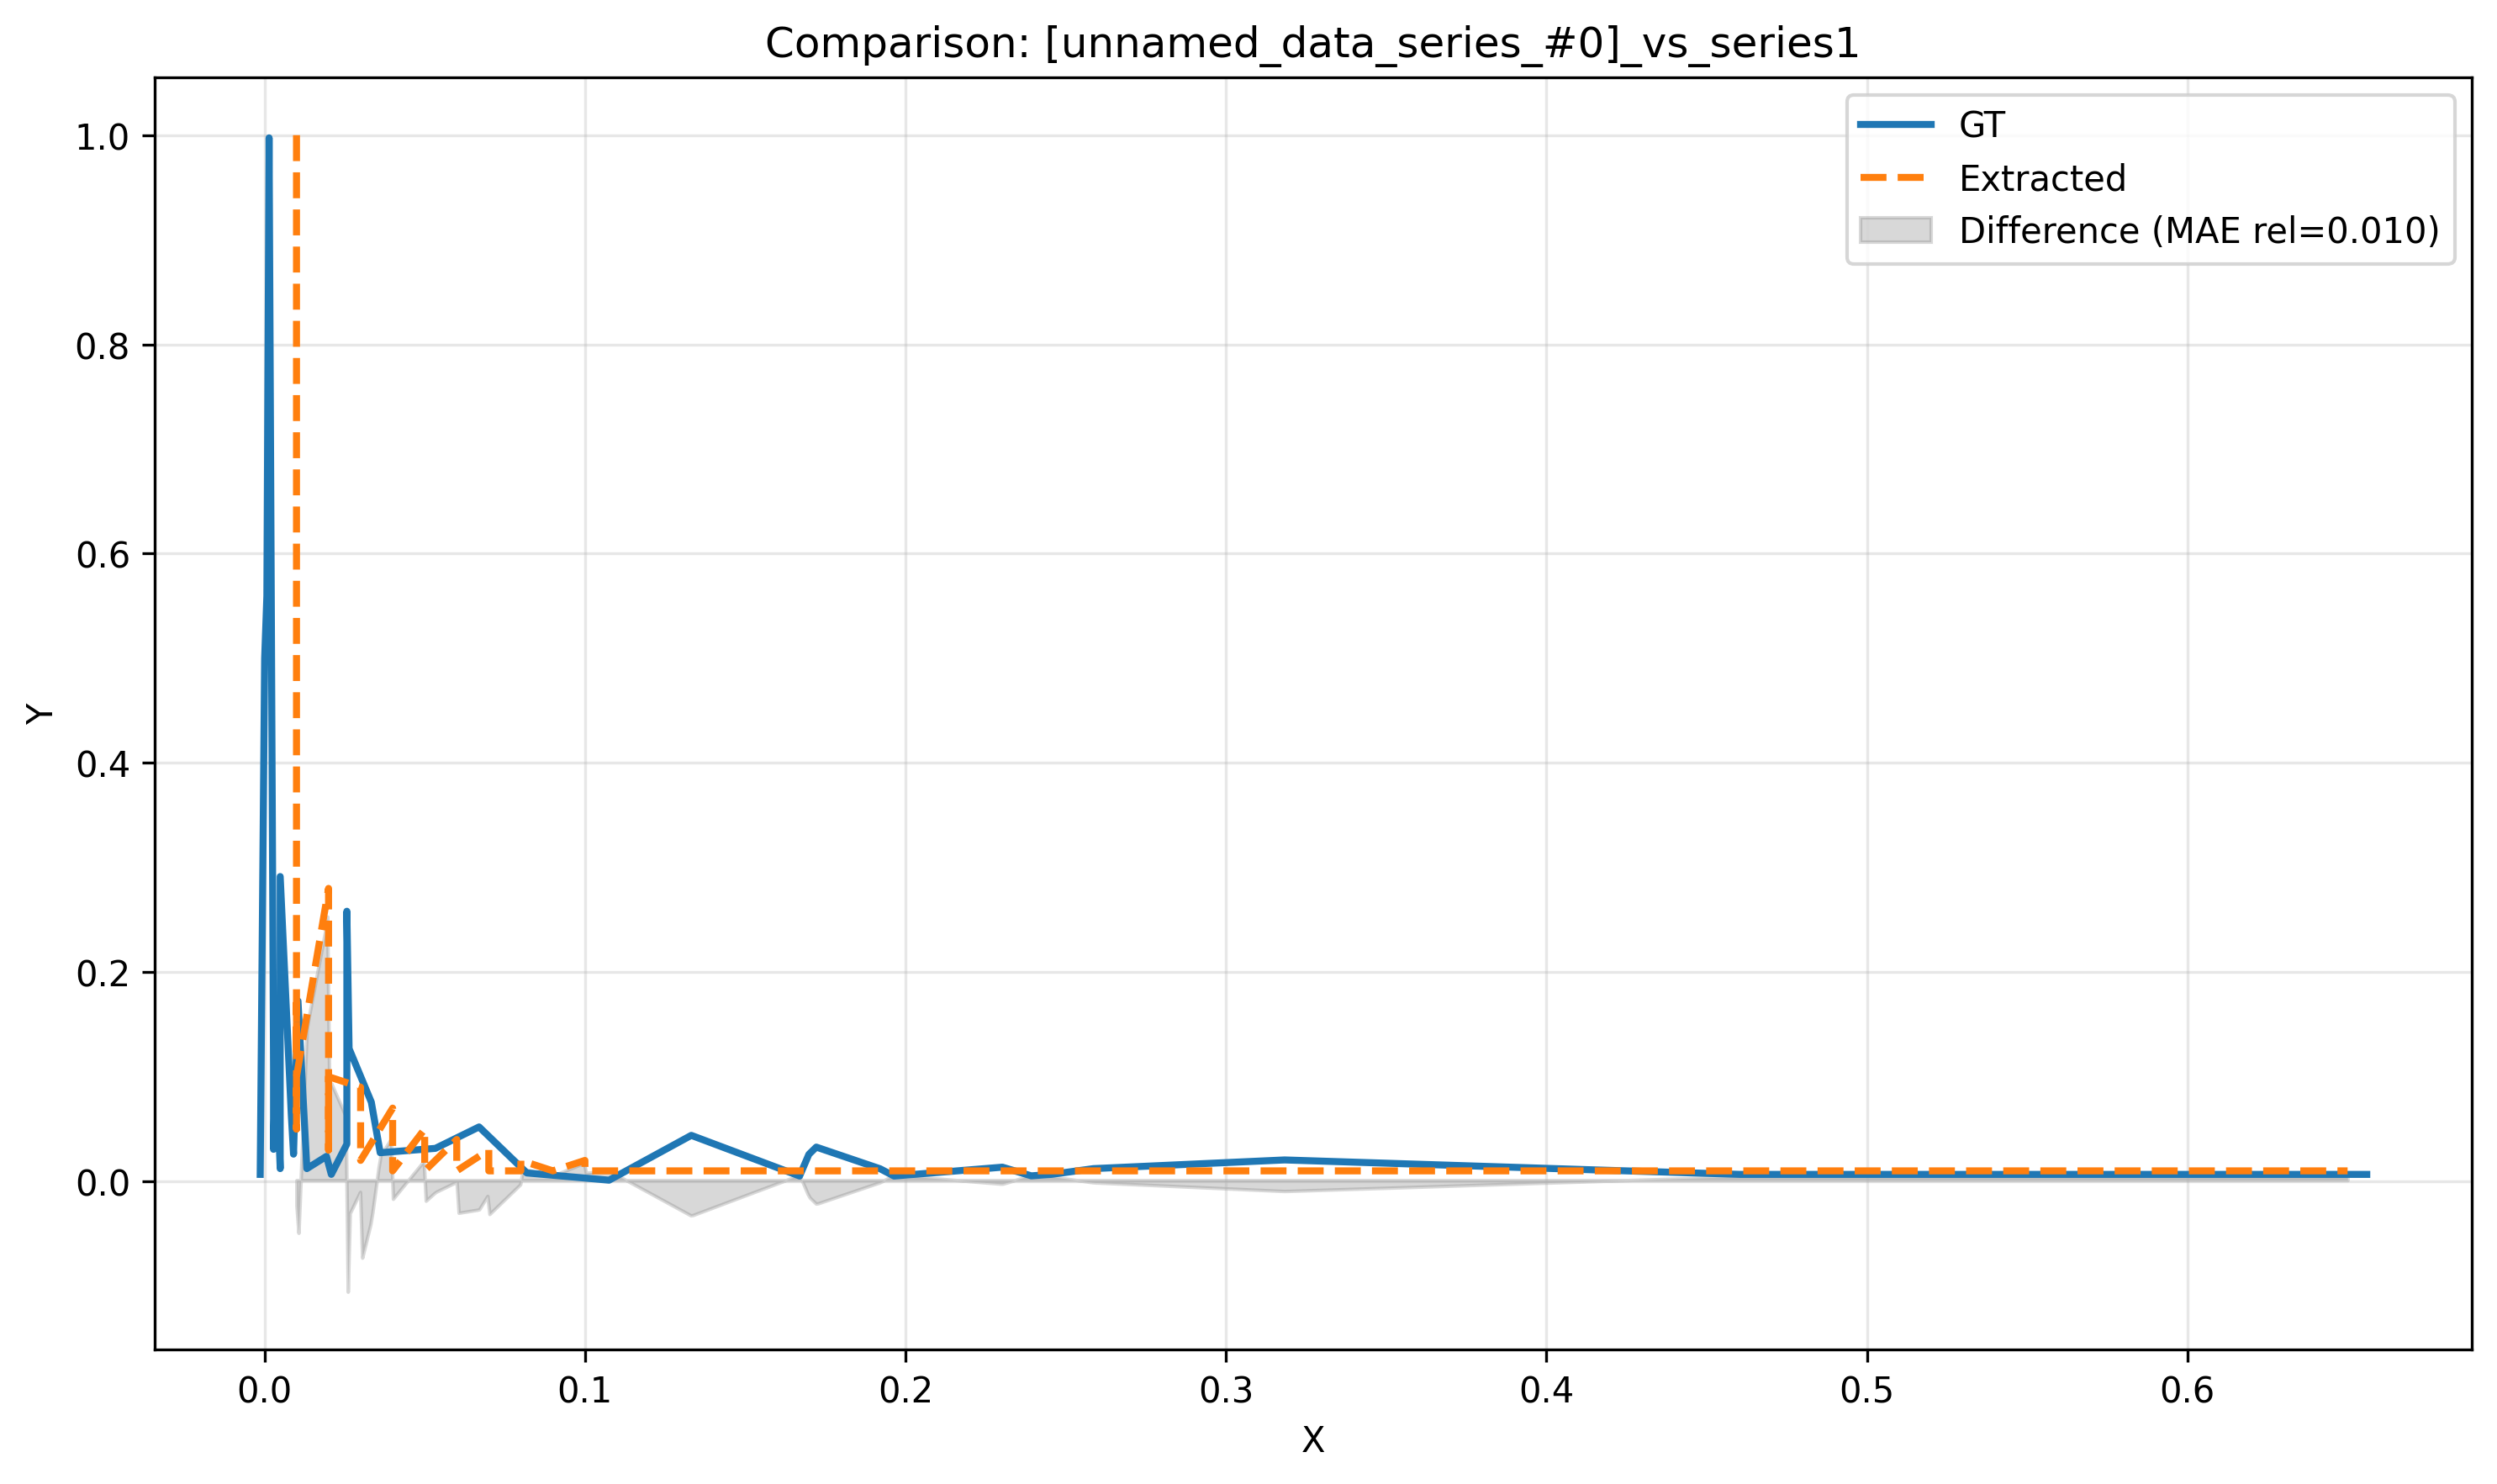 Comparison: [unnamed_data_series_#0]_vs_series1
GT
Extracted
Difference (MAE rel=0.010)
1.0
0.8
0.6
0.4
0.2
0.0
Y
0.0 0.1 0.2 0.3 0.4 0.5 0.6
X